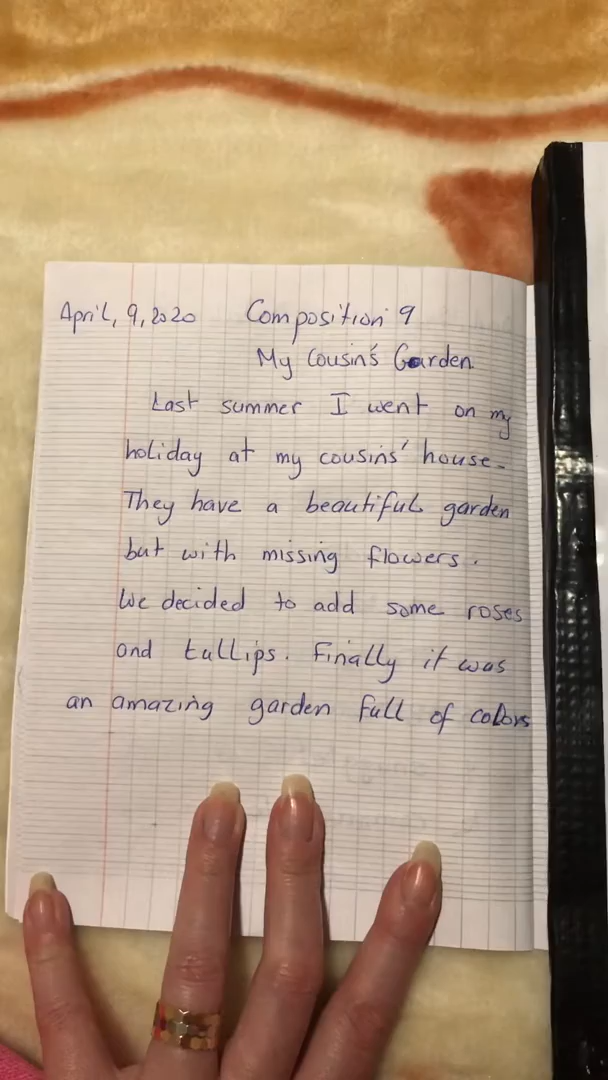 April, 9, 2020 Composition 9
My Cousin's Garden.
Last summer I went on my
holiday at my cousins' house.
They have a beautiful garden
but with missing flowers.
We decided to add some roses
and tullips. Finally it was
an amazing garden full of colors